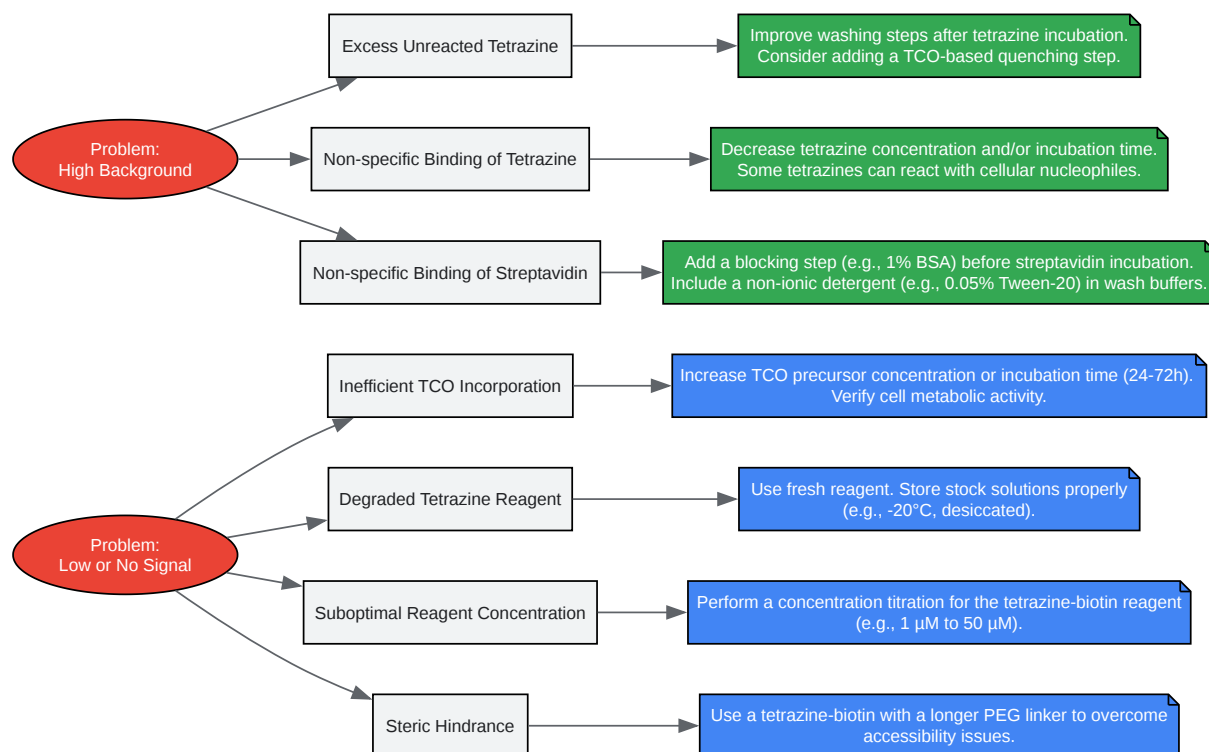 Excess Unreacted Tetrazine
Improve washing steps after tetrazine incubation.
Consider adding a TCO-based quenching step.
Problem:
High Background
Non-specific Binding of Tetrazine
Decrease tetrazine concentration and/or incubation time.
Some tetrazines can react with cellular nucleophiles.
Non-specific Binding of Streptavidin
Add a blocking step (e.g., 1% BSA) before streptavidin incubation.
Include a non-ionic detergent (e.g., 0.05% Tween-20) in wash buffers.
Inefficient TCO Incorporation
Increase TCO precursor concentration or incubation time (24-72h).
Verify cell metabolic activity.
Degraded Tetrazine Reagent
Use fresh reagent. Store stock solutions properly
(e.g., -20°C, desiccated).
Problem:
Low or No Signal
Suboptimal Reagent Concentration
Perform a concentration titration for the tetrazine-biotin reagent
(e.g., 1 µM to 50 µM).
Steric Hindrance
Use a tetrazine-biotin with a longer PEG linker to overcome
accessibility issues.